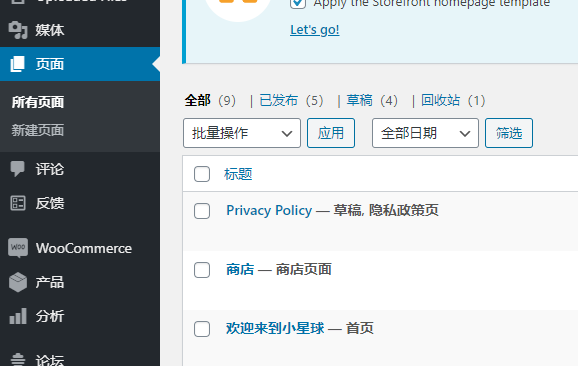 Uploaded Files
Apply the Storefront homepage template
Let's go!
媒体
页面
所有页面
新建页面
评论
反馈
WooCommerce
产品
分析
论坛
全部 (9) | 已发布 (5) | 草稿 (4) | 回收站 (1)
批量操作 应用 全部日期 筛选
标题
Privacy Policy — 草稿, 隐私政策页
商店 — 商店页面
欢迎来到小星球 — 首页